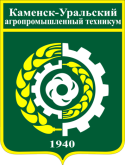 Каменск-Уральский
агропромышленный техникум
1940